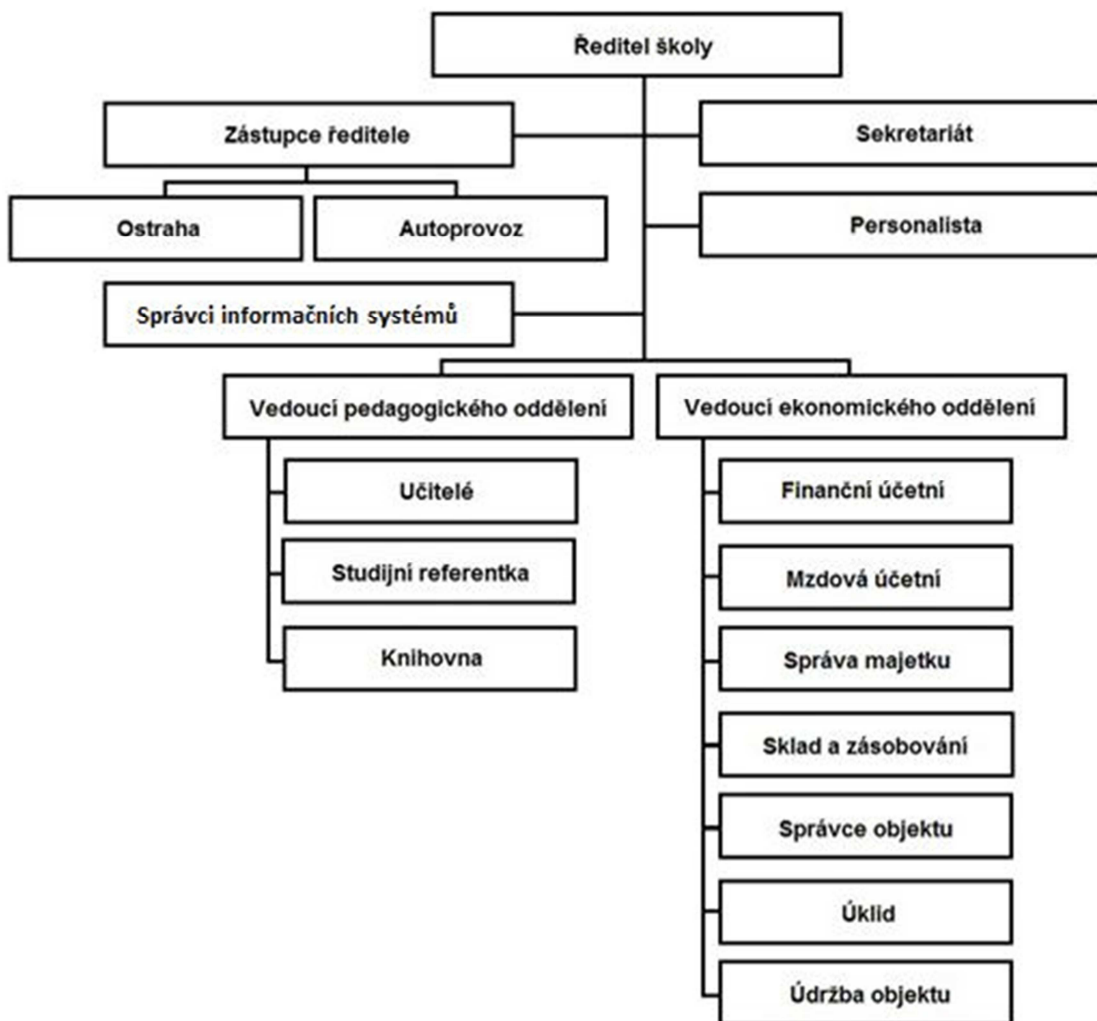 Ředitel školy
Zástupce ředitele
Sekretariát
Ostraha
Autoprovoz
Personalista
Správci informačních systémů
Vedoucí pedagogického oddělení
Vedoucí ekonomického oddělení
Učitelé
Studijní referentka
Knihovna
Finanční účetní
Mzdová účetní
Správa majetku
Sklad a zásobování
Správce objektu
Úklid
Údržba objektu